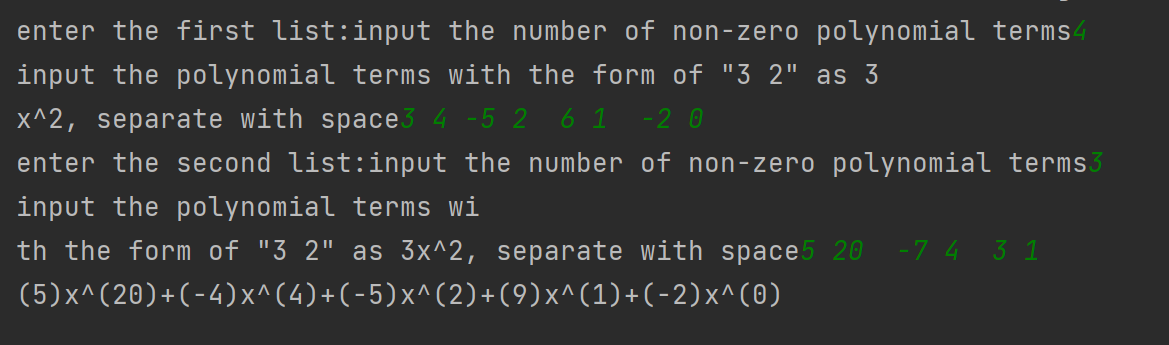 enter the first list:input the number of non-zero polynomial terms4
input the polynomial terms with the form of "3 2" as 3
x^2, separate with space3 4 -5 2  6 1  -2 0
enter the second list:input the number of non-zero polynomial terms3
input the polynomial terms wi
th the form of "3 2" as 3x^2, separate with space5 20  -7 4  3 1
(5)x^(20)+(-4)x^(4)+(-5)x^(2)+(9)x^(1)+(-2)x^(0)